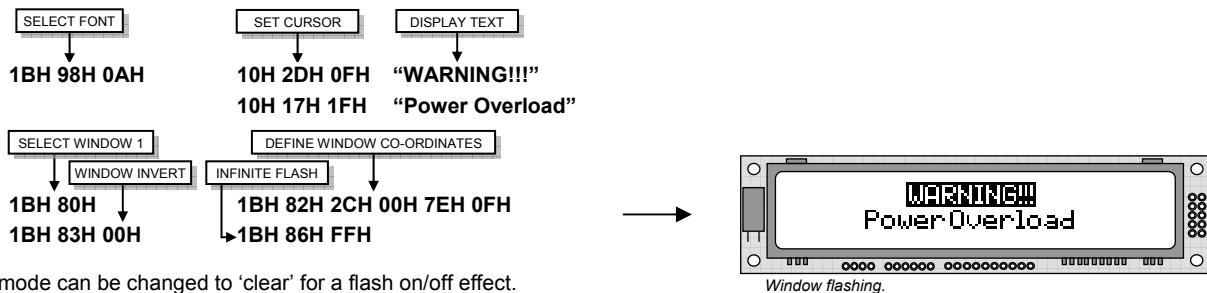 SELECT FONT SET CURSOR DISPLAY TEXT
1BH 98H 0AH 10H 2DH 0FH “WARNING!!!”
10H 17H 1FH “Power Overload”
SELECT WINDOW 1 DEFINE WINDOW CO-ORDINATES
WINDOW INVERT INFINITE FLASH
1BH 80H 1BH 82H 2CH 00H 7EH 0FH
1BH 83H 00H 1BH 86H FFH
WARNING!!!
Power Overload
mode can be changed to ‘clear’ for a flash on/off effect.
Window flashing.